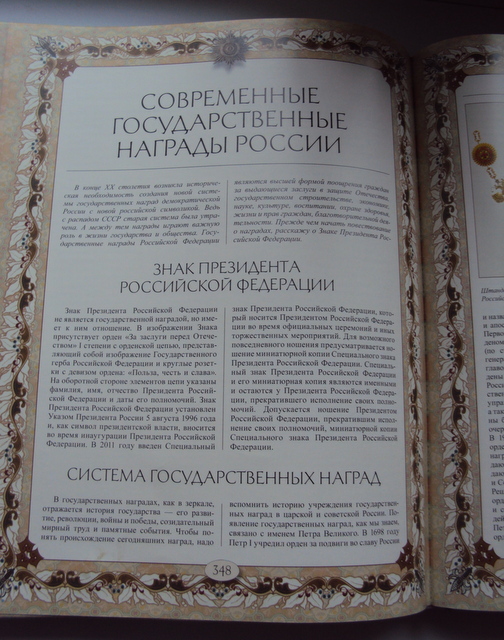 СОВРЕМЕННЫЕ
ГОСУДАРСТВЕННЫЕ
НАГРАДЫ РОССИИ
В конце XX столетия возникла историче-
ская необходимость создания новой систе-
мы государственных наград демократической
России с новой российской символикой. Ведь
с распадом СССР старая система была утра-
чена. А между тем награды играют важную
роль в жизни государства и общества. Госу-
дарственные награды Российской Федерации
являются высшей формой поощрения граждан
за выдающиеся заслуги в защите Отечества,
государственном строительстве, экономике,
науке, культуре, воспитании, охране здоровья,
жизни и прав граждан, благотворительной дея-
тельности. Прежде чем начать повествование
о наградах, расскажу о Знаке Президента Рос-
сийской Федерации.
ЗНАК ПРЕЗИДЕНТА
РОССИЙСКОЙ ФЕДЕРАЦИИ
Знак Президента Российской Федерации
не является государственной наградой, но име-
ет к ним отношение. В изображении Знака
присутствует орден «За заслуги перед Отече-
ством» I степени с орденской цепью, представ-
ляющий собой изображение Государственного
герба Российской Федерации и круглые розет-
ки с девизом ордена: «Польза, честь и слава».
На оборотной стороне элементов цепи указаны
фамилия, имя, отчество Президента Россий-
ской Федерации и даты его полномочий. Знак
Президента Российской Федерации установлен
Указом Президента России 5 августа 1996 года
и, как символ президентской власти, вносится
во время инаугурации Президента Российской
Федерации. В 2011 году введен Специальный
знак Президента Российской Федерации, кото-
рый носится Президентом Российской Федера-
ции во время официальных церемоний и иных
торжественных мероприятий. Для возможного
повседневного ношения предусматривается но-
шение миниатюрной копии Специального знака
Президента Российской Федерации. Специаль-
ный знак Президента Российской Федерации
и его миниатюрная копия являются именными
и остаются у Президента Российской Федера-
ции, прекратившего исполнение своих полно-
мочий. Допускается ношение Президентом
Российской Федерации, прекратившим испол-
нение своих полномочий, миниатюрной копии
Специального знака Президента Российской
Федерации.
СИСТЕМА ГОСУДАРСТВЕННЫХ НАГРАД
В государственных наградах, как в зеркале,
отражается история государства — его разви-
тие, революции, войны и победы, созидательный
мирный труд и памятные события. Чтобы по-
нять происхождение сегодняшних наград, надо
вспомнить историю учреждения государствен-
ных наград в царской и советской России. По-
явление государственных наград, как мы знаем,
связано с именем Петра Великого. В 1698 году
Петр I учредил орден за подвиги во славу России
348
Штанд